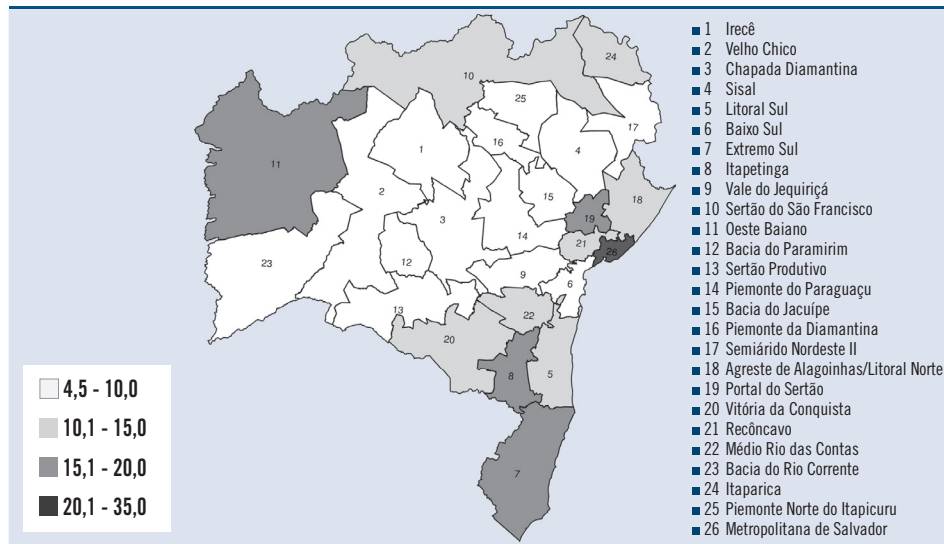 24
10
25
17
16
1
4
11
15
18
2
19
3
14
21
26
23
12
9
6
13
22
20
8
5
7
4,5 - 10,0
10,1 - 15,0
15,1 - 20,0
20,1 - 35,0
1 Irecê
2 Velho Chico
3 Chapada Diamantina
4 Sisal
5 Litoral Sul
6 Baixo Sul
7 Extremo Sul
8 Itapetinga
9 Vale do Jequiriçá
10 Sertão do São Francisco
11 Oeste Baiano
12 Bacia do Paramirim
13 Sertão Produtivo
14 Piemonte do Paraguaçu
15 Bacia do Jacuípe
16 Piemonte da Diamantina
17 Semiárido Nordeste II
18 Agreste de Alagoinhas/Litoral Norte
19 Portal do Sertão
20 Vitória da Conquista
21 Recôncavo
22 Médio Rio das Contas
23 Bacia do Rio Corrente
24 Itaparica
25 Piemonte Norte do Itapicuru
26 Metropolitana de Salvador